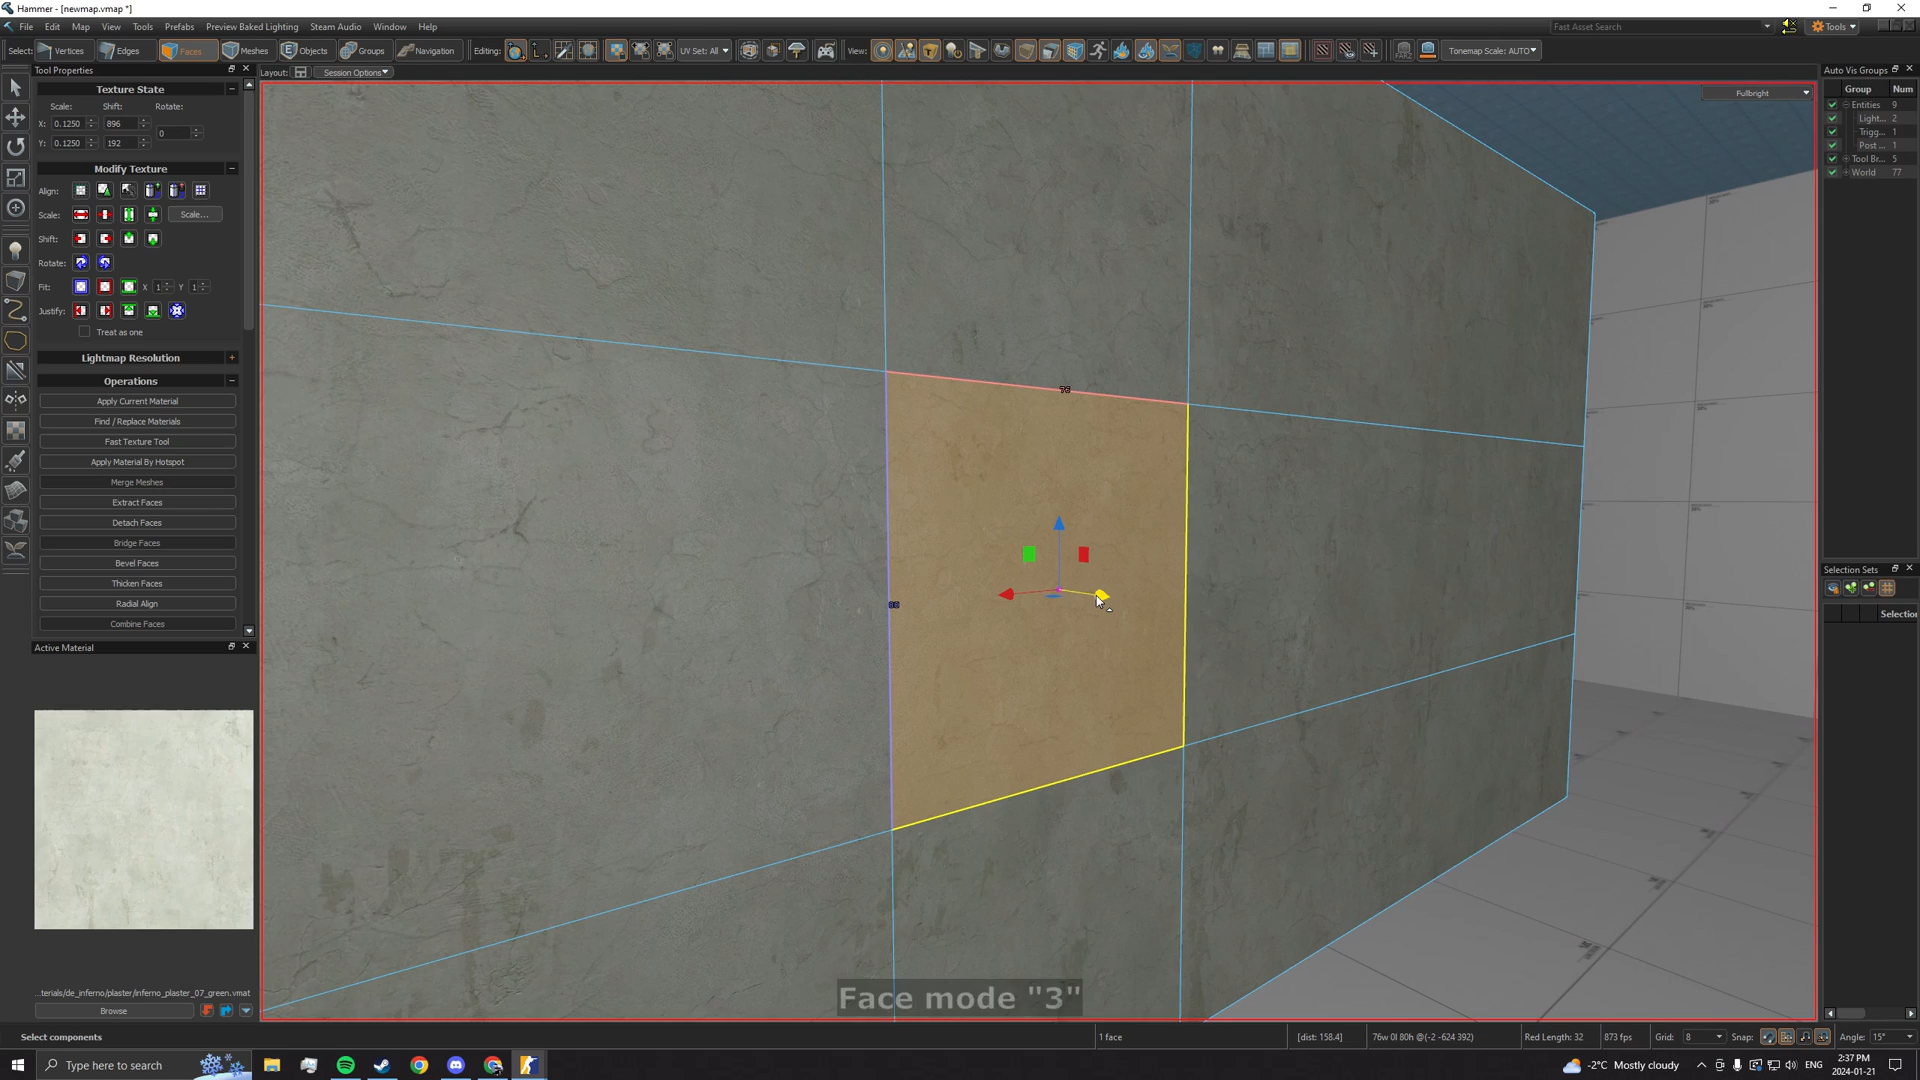 Hammer - [newmap.vmap *]
File Edit Map View Tools Prefabs Preview Baked Lighting Steam Audio Window Help
Fast Asset Search
Tools
Select: Vertices Edges Faces Meshes Objects Groups Navigation Editing: UV Set: All View: Tonemap Scale: AUTO
Tool Properties
Layout: Session Options
Auto Vis Groups
Texture State
Fullbright
Group Num
Scale: Shift: Rotate:
Entities 9
X: 0.1250 896
Light... 2
0
Trigg... 1
Y: 0.1250 192
Post ... 1
Tool Br... 5
Modify Texture
World 77
Align:
Scale: Scale...
Shift:
Rotate:
Fit: X 1 Y 1
Justify:
Treat as one
Lightmap Resolution
Operations
76
Apply Current Material
Find / Replace Materials
Fast Texture Tool
Apply Material By Hotspot
Merge Meshes
Extract Faces
Detach Faces
Bridge Faces
Bevel Faces
Selection Sets
Thicken Faces
Radial Align
80
Selection
Combine Faces
Active Material
...terials/de_inferno/plaster/inferno_plaster_07_green.vmat
Browse
Face mode "3"
Select components
1 face
[dist: 158.4]
76w 0l 80h @(-2 -624 392)
Red Length: 32
873 fps
Grid: 8
Snap:
Angle: 15°
Type here to search
-2°C Mostly cloudy
ENG
2:37 PM
2024-01-21